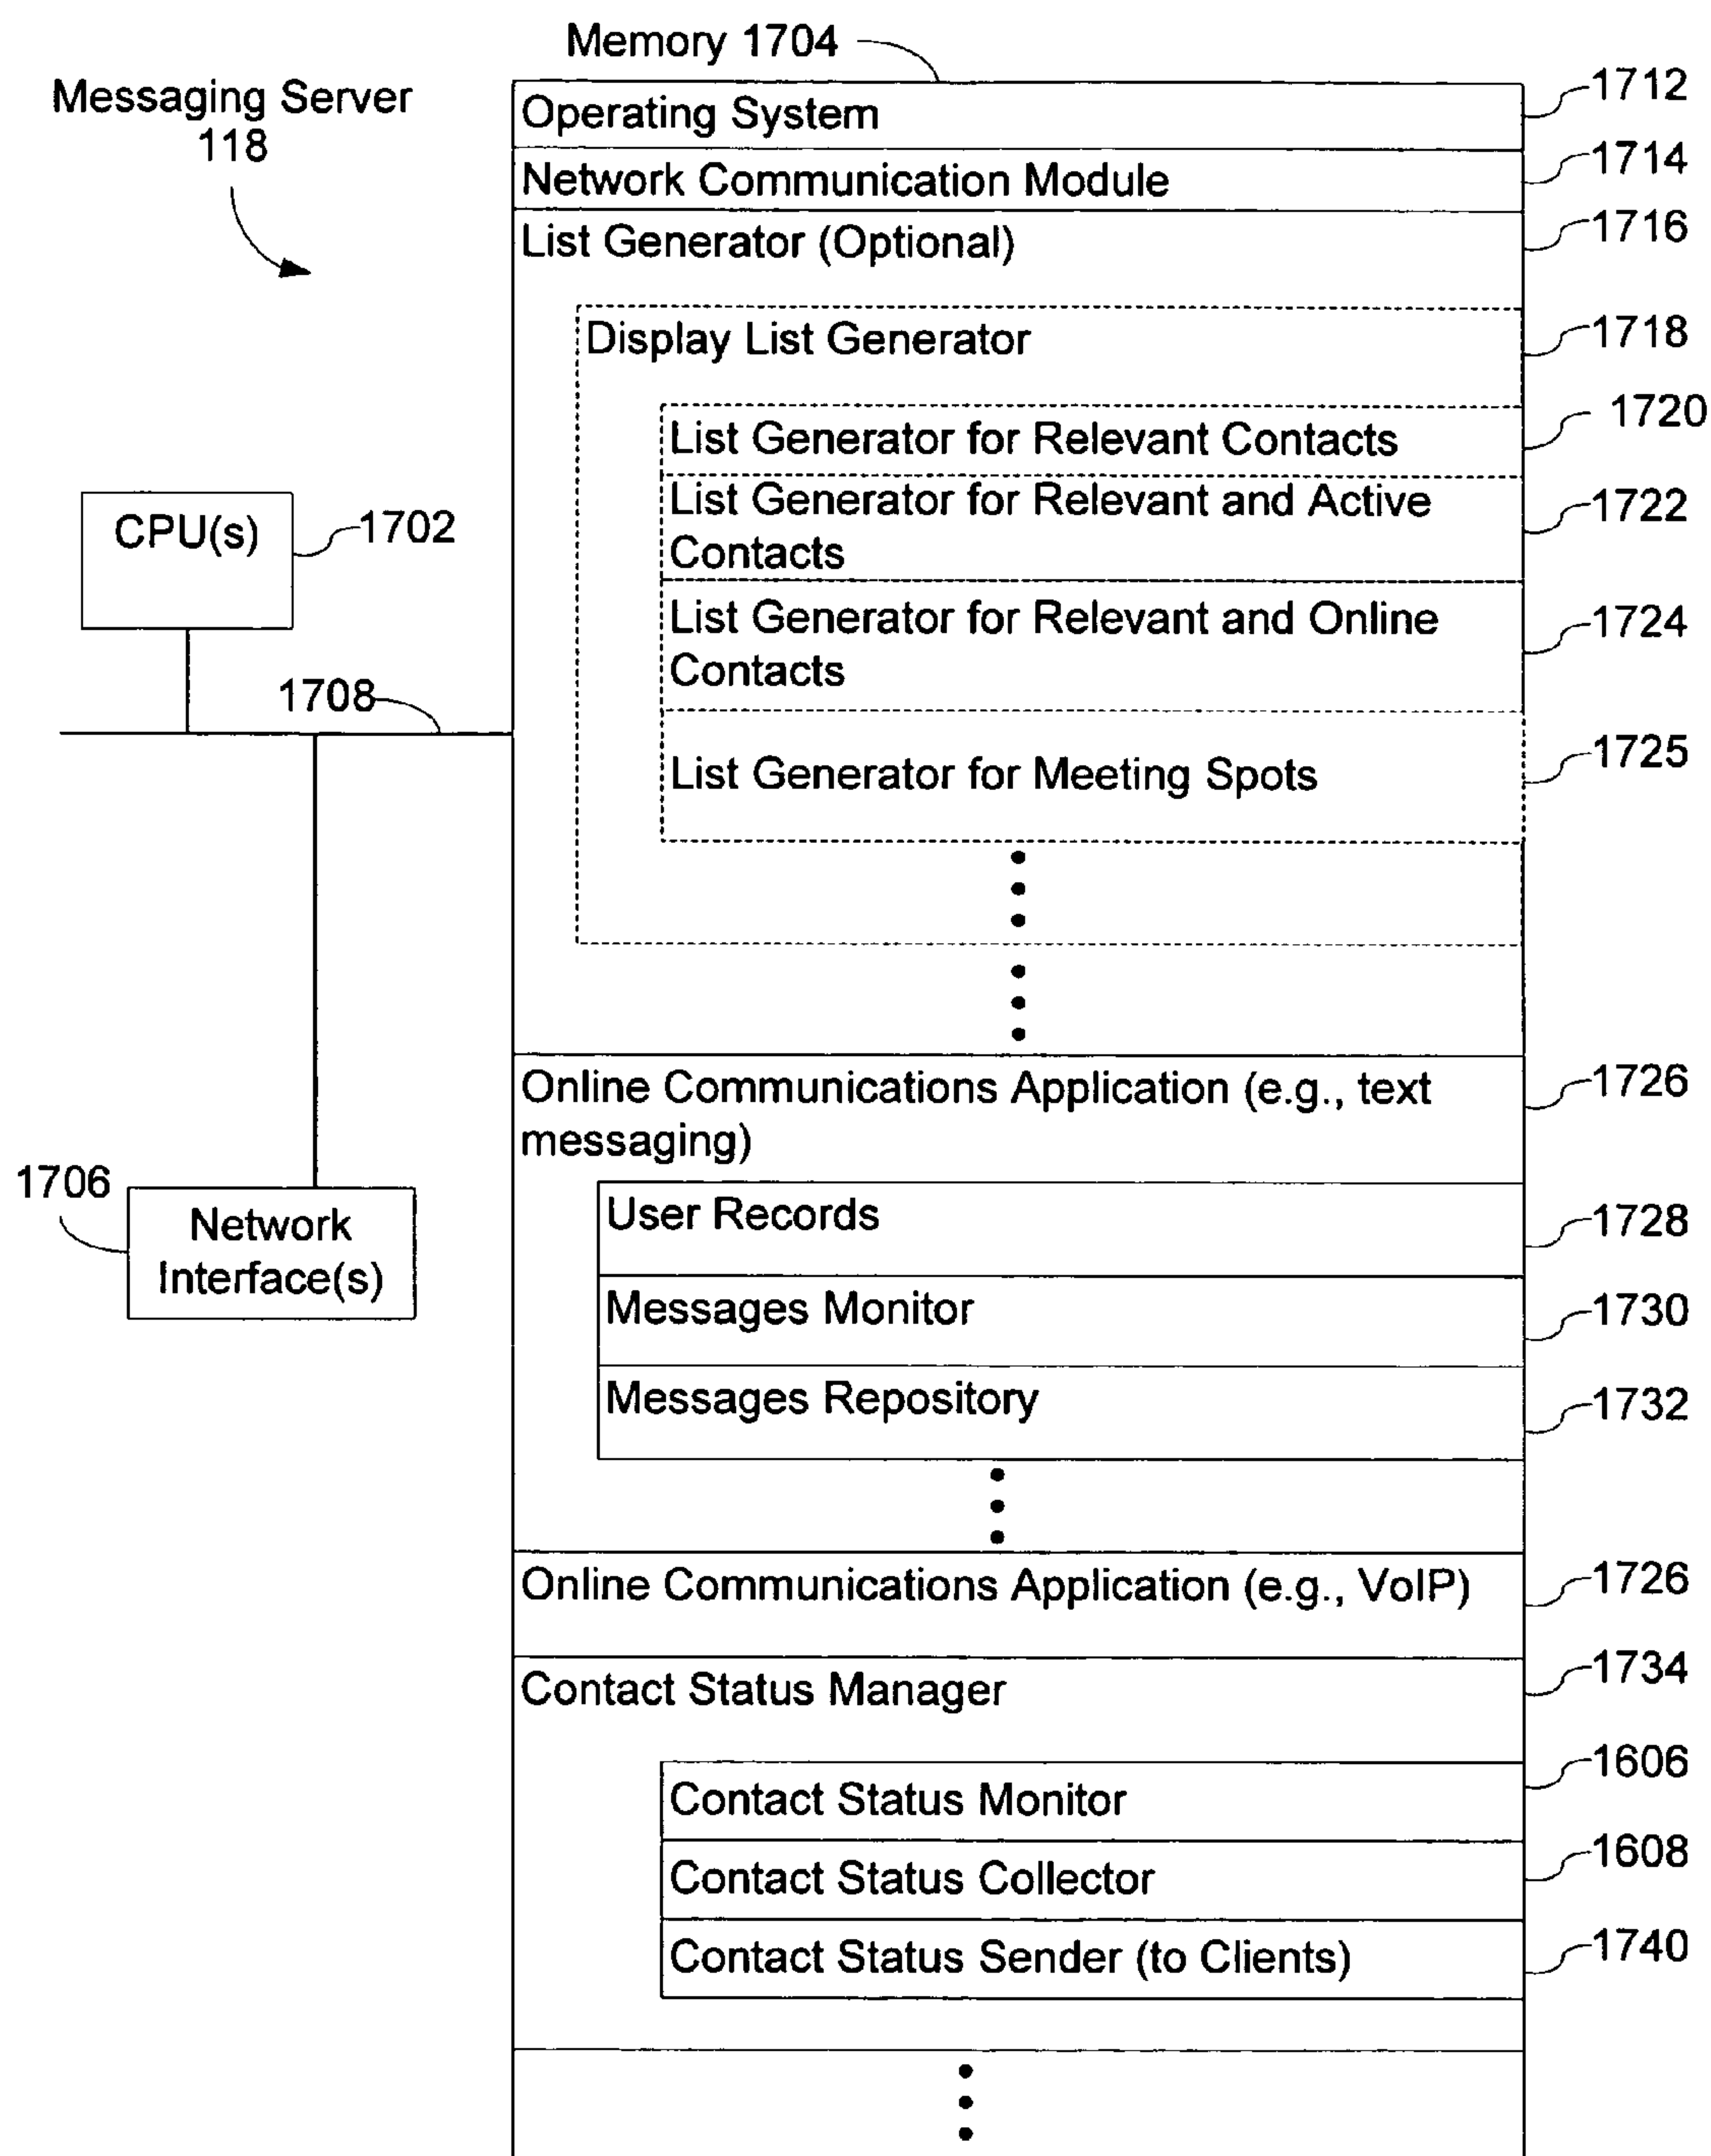 Memory 1704
Messaging Server
118
Operating System
1712
Network Communication Module
1714
List Generator (Optional)
1716
Display List Generator
1718
List Generator for Relevant Contacts
1720
List Generator for Relevant and Active
Contacts
1722
CPU(s)
1702
List Generator for Relevant and Online
Contacts
1724
1708
List Generator for Meeting Spots
1725
Online Communications Application (e.g., text
messaging)
1726
1706
Network
Interface(s)
User Records
1728
Messages Monitor
1730
Messages Repository
1732
Online Communications Application (e.g., VoIP)
1726
Contact Status Manager
1734
Contact Status Monitor
1606
Contact Status Collector
1608
Contact Status Sender (to Clients)
1740